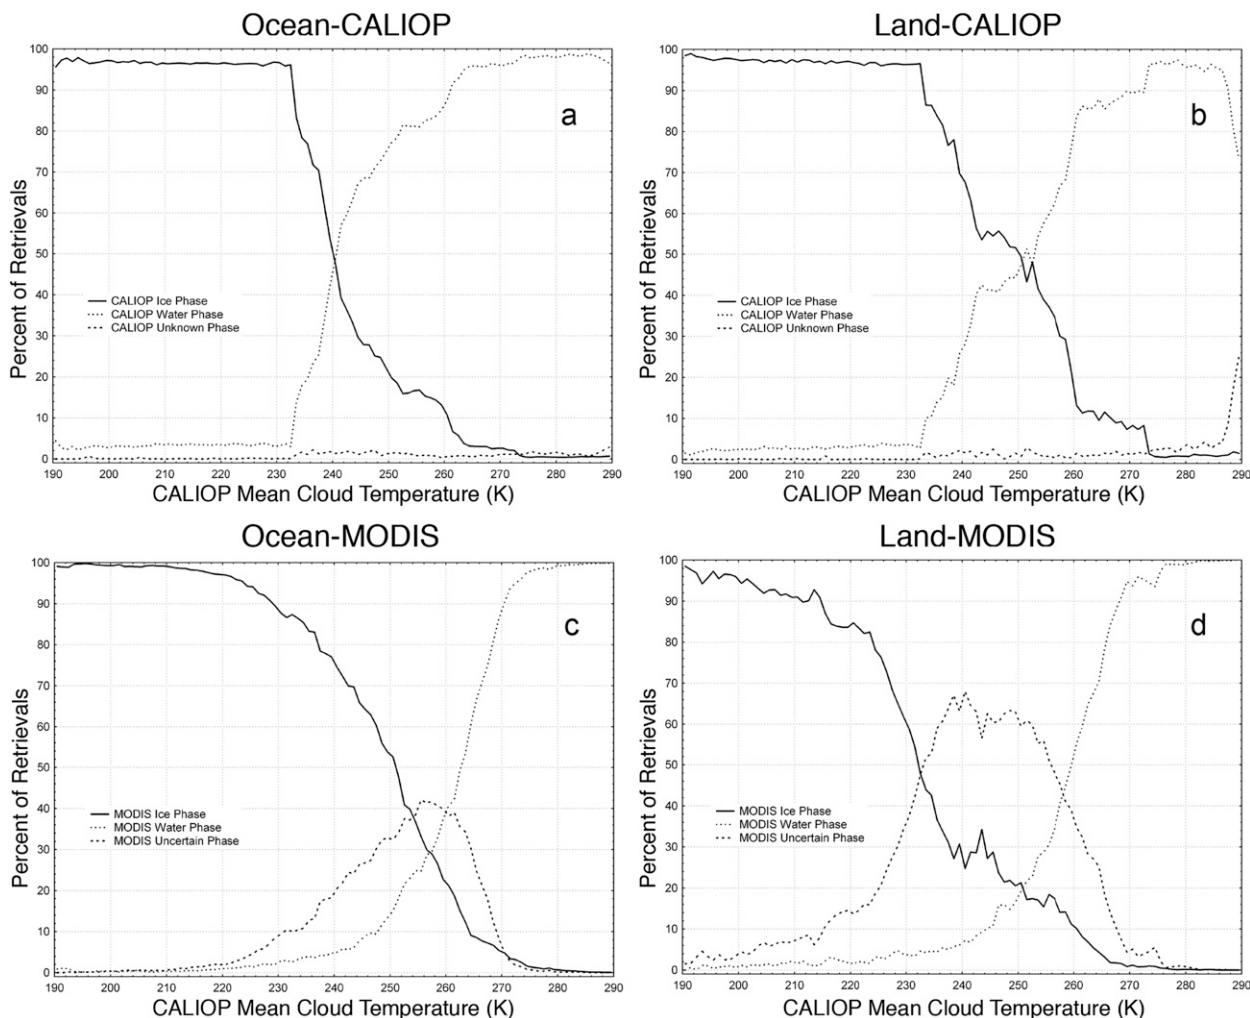 Ocean-CALIOP
100
90
80
70
60
50
40
30
20
10
0
Percent of Retrievals
a
CALIOP Ice Phase
CALIOP Water Phase
CALIOP Unknown Phase
190 200 210 220 230 240 250 260 270 280 290
CALIOP Mean Cloud Temperature (K)
Land-CALIOP
100
90
80
70
60
50
40
30
20
10
0
Percent of Retrievals
b
CALIOP Ice Phase
CALIOP Water Phase
CALIOP Unknown Phase
190 200 210 220 230 240 250 260 270 280 290
CALIOP Mean Cloud Temperature (K)
Ocean-MODIS
100
90
80
70
60
50
40
30
20
10
0
Percent of Retrievals
c
MODIS Ice Phase
MODIS Water Phase
MODIS Uncertain Phase
190 200 210 220 230 240 250 260 270 280 290
CALIOP Mean Cloud Temperature (K)
Land-MODIS
100
90
80
70
60
50
40
30
20
10
0
Percent of Retrievals
d
MODIS Ice Phase
MODIS Water Phase
MODIS Uncertain Phase
190 200 210 220 230 240 250 260 270 280 290
CALIOP Mean Cloud Temperature (K)